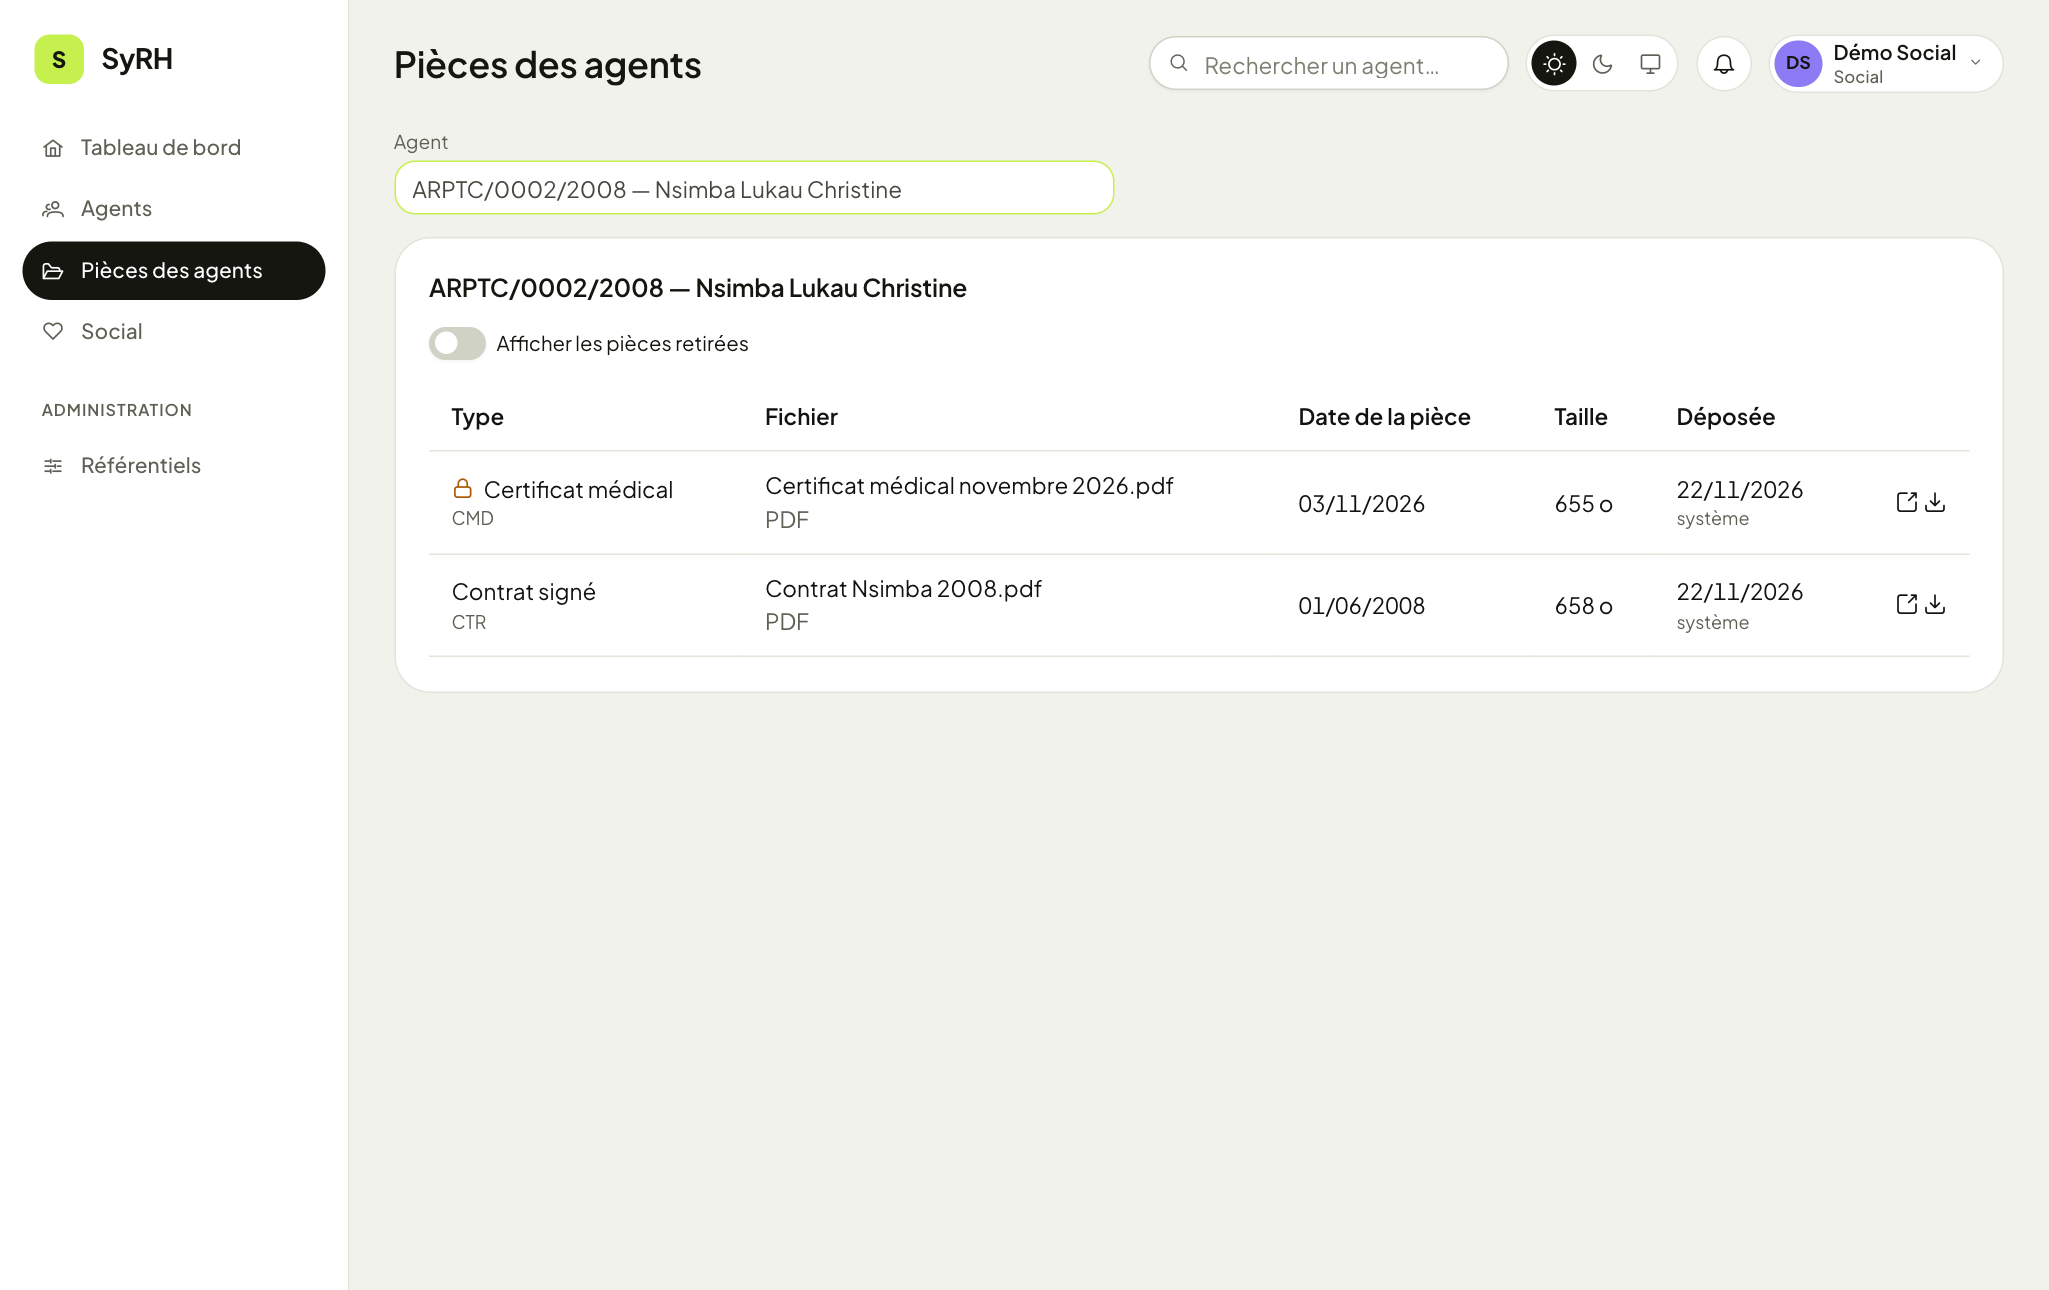 S
SyRH
Tableau de bord
Agents
Pièces des agents
Social
ADMINISTRATION
Référentiels
Pièces des agents
Rechercher un agent...
DS
Démo Social
Social
Agent
ARPTC/0002/2008 — Nsimba Lukau Christine
ARPTC/0002/2008 — Nsimba Lukau Christine
Afficher les pièces retirées
Type Fichier Date de la pièce Taille Déposée
Certificat médical
CMD
Certificat médical novembre 2026.pdf
PDF
03/11/2026
655 o
22/11/2026
système
Contrat signé
CTR
Contrat Nsimba 2008.pdf
PDF
01/06/2008
658 o
22/11/2026
système